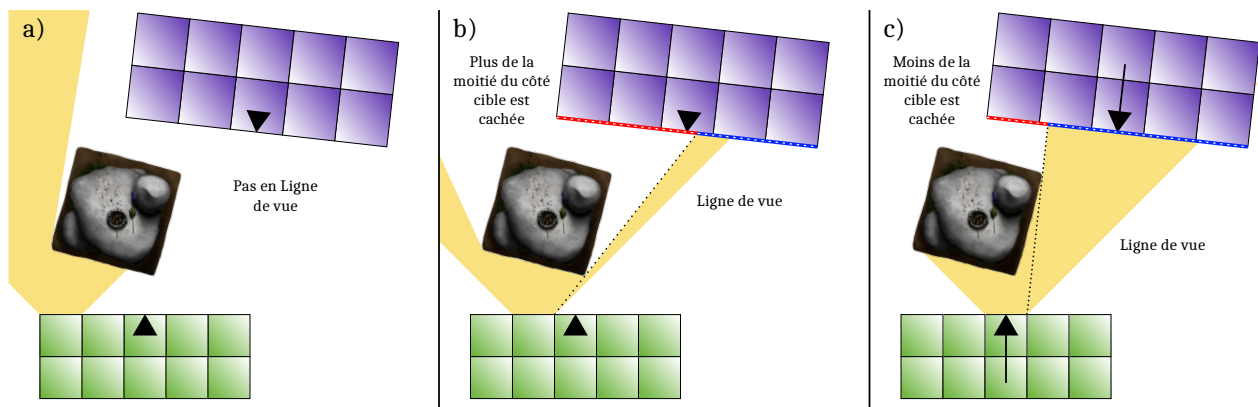 a)
Pas en Ligne
de vue
b)
Plus de la
moitié du côté
cible est
cachée
Ligne de vue
c)
Moins de la
moitié du côté
cible est
cachée
Ligne de vue